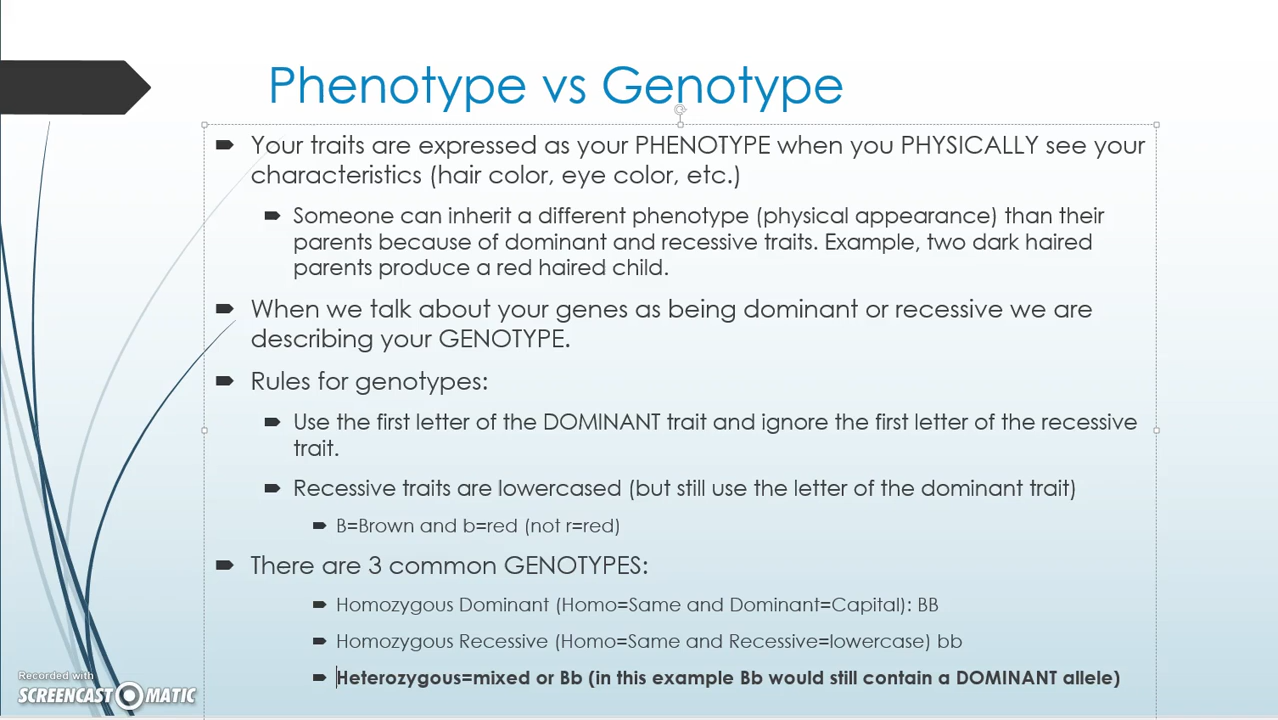 Phenotype vs Genotype
Your traits are expressed as your PHENOTYPE when you PHYSICALLY see your
characteristics (hair color, eye color, etc.)
Someone can inherit a different phenotype (physical appearance) than their
parents because of dominant and recessive traits. Example, two dark haired
parents produce a red haired child.
When we talk about your genes as being dominant or recessive we are
describing your GENOTYPE.
Rules for genotypes:
Use the first letter of the DOMINANT trait and ignore the first letter of the recessive
trait.
Recessive traits are lowercased (but still use the letter of the dominant trait)
B=Brown and b=red (not r=red)
There are 3 common GENOTYPES:
Homozygous Dominant (Homo=Same and Dominant=Capital): BB
Homozygous Recessive (Homo=Same and Recessive=lowercase) bb
Heterozygous=mixed or Bb (in this example Bb would still contain a DOMINANT allele)
Recorded with
SCREENCAST-O-MATIC